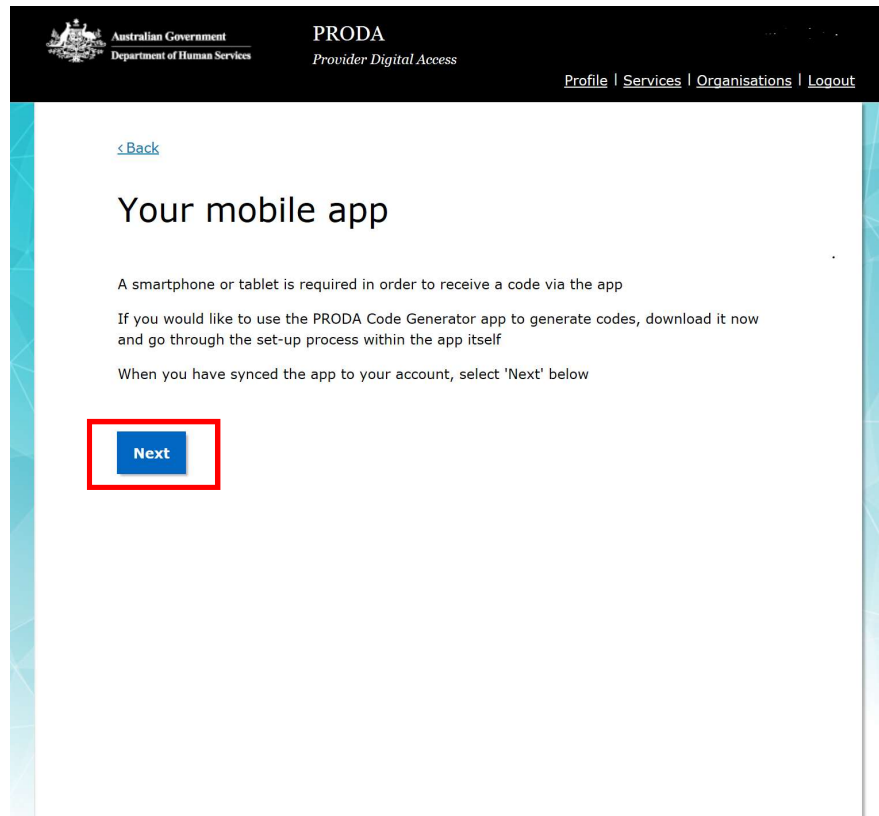 Australian Government
Department of Human Services
PRODA
Provider Digital Access
Profile | Services | Organisations | Logout
< Back
Your mobile app
A smartphone or tablet is required in order to receive a code via the app
If you would like to use the PRODA Code Generator app to generate codes, download it now
and go through the set-up process within the app itself
When you have synced the app to your account, select 'Next' below
Next